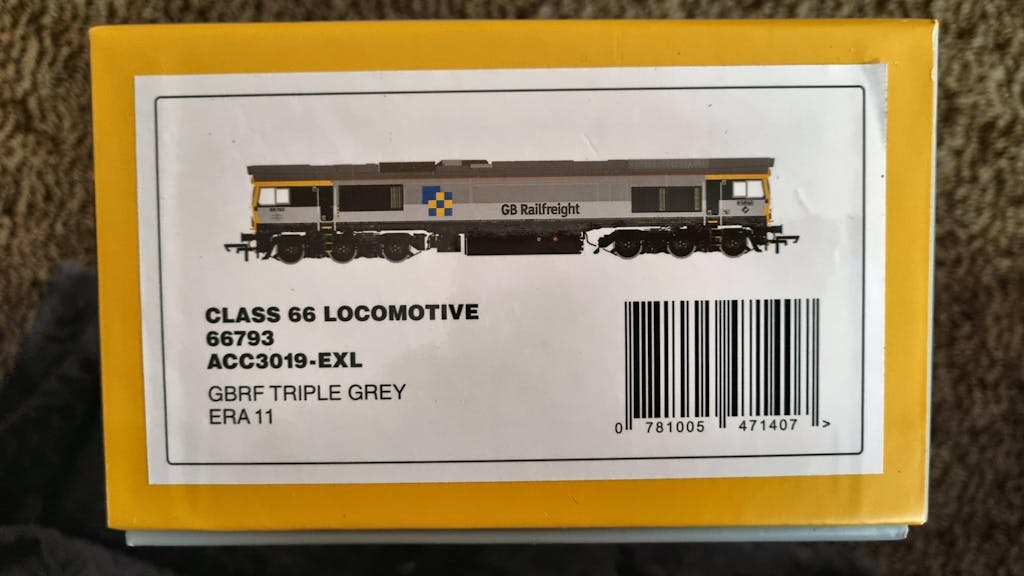 GB Railfreight
CLASS 66 LOCOMOTIVE
66793
ACC3019-EXL
GBRF TRIPLE GREY
ERA 11
0 781005 471407 >